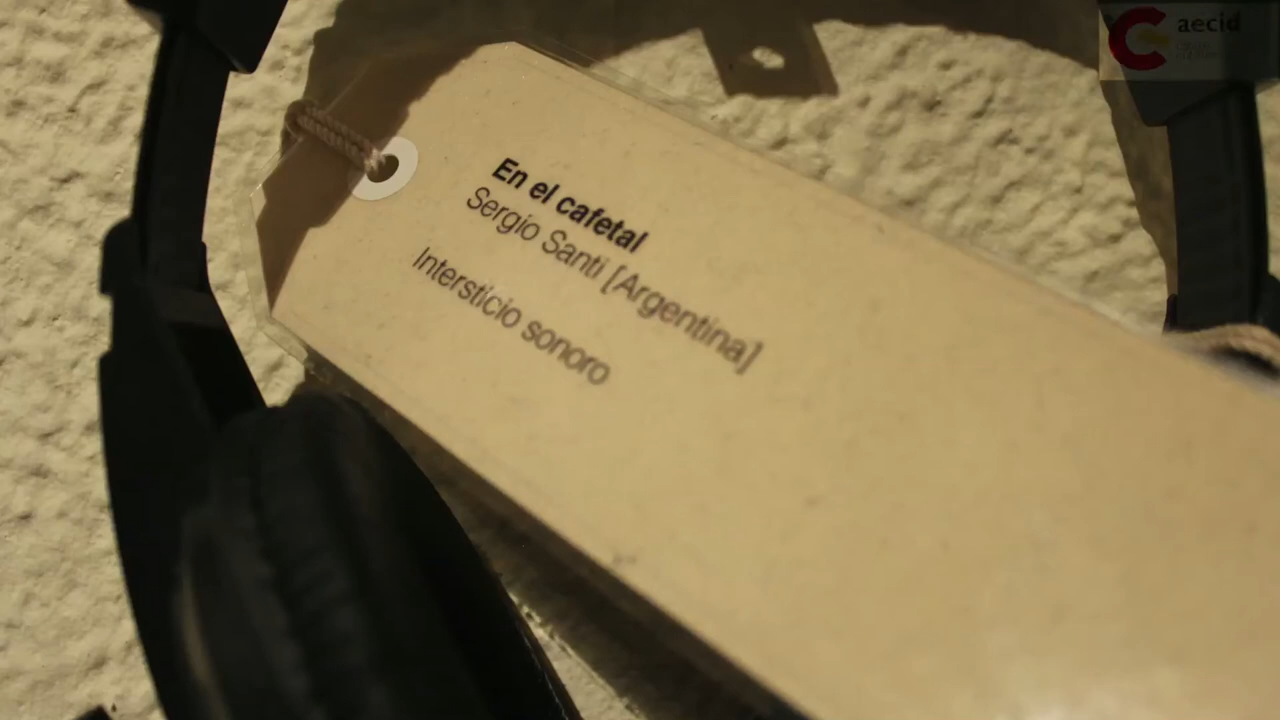 En el cafetal
Sergio Santi [Argentina]
Intersticio sonoro
aecid